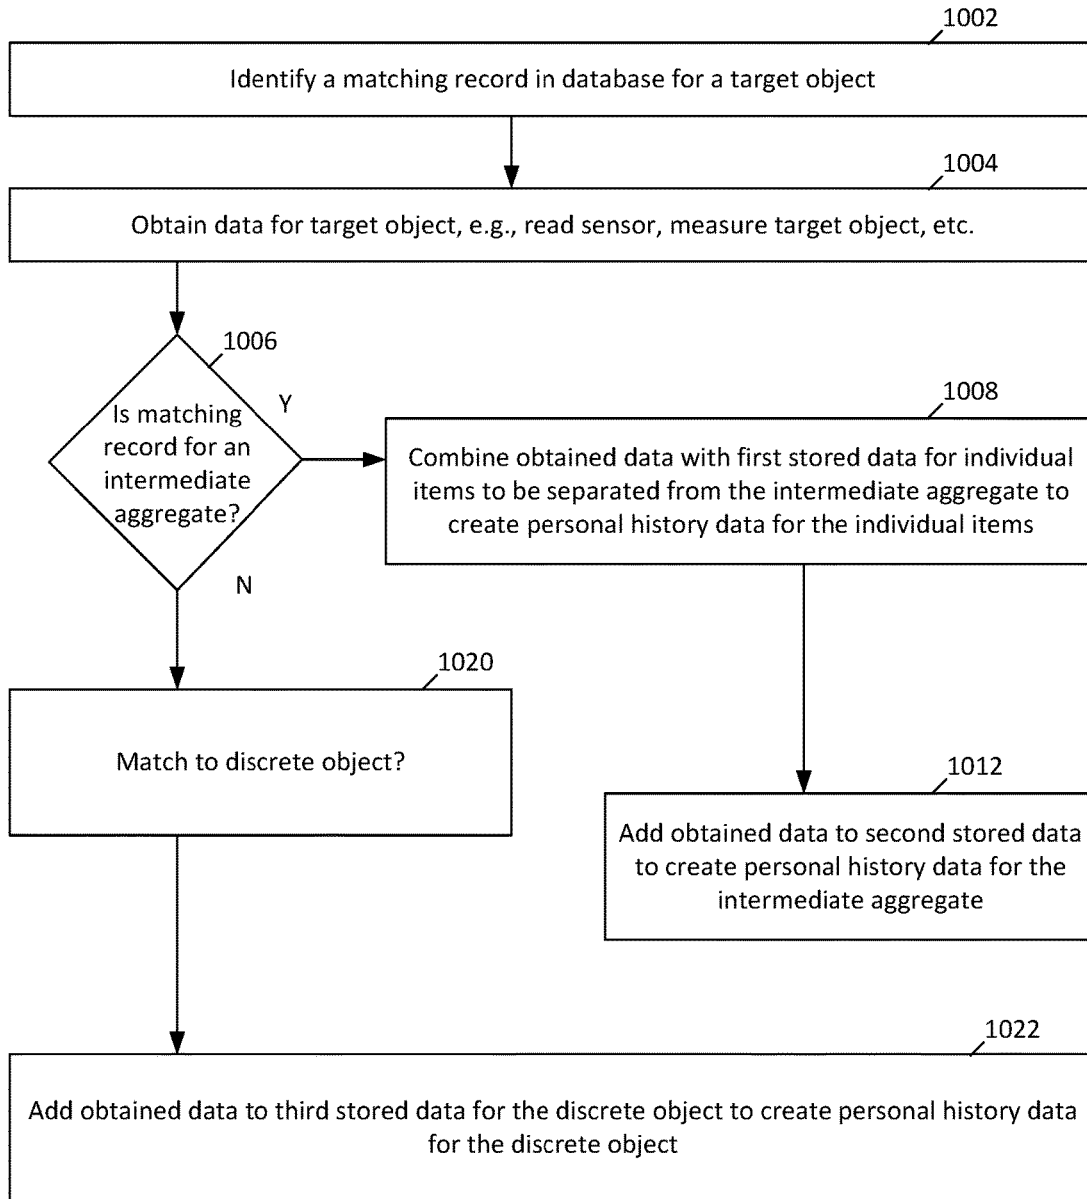 1002
Identify a matching record in database for a target object
1004
Obtain data for target object, e.g., read sensor, measure target object, etc.
1006
Is matching
record for an
intermediate
aggregate?
Y
N
1008
Combine obtained data with first stored data for individual
items to be separated from the intermediate aggregate to
create personal history data for the individual items
1020
Match to discrete object?
1012
Add obtained data to second stored data
to create personal history data for the
intermediate aggregate
1022
Add obtained data to third stored data for the discrete object to create personal history data
for the discrete object